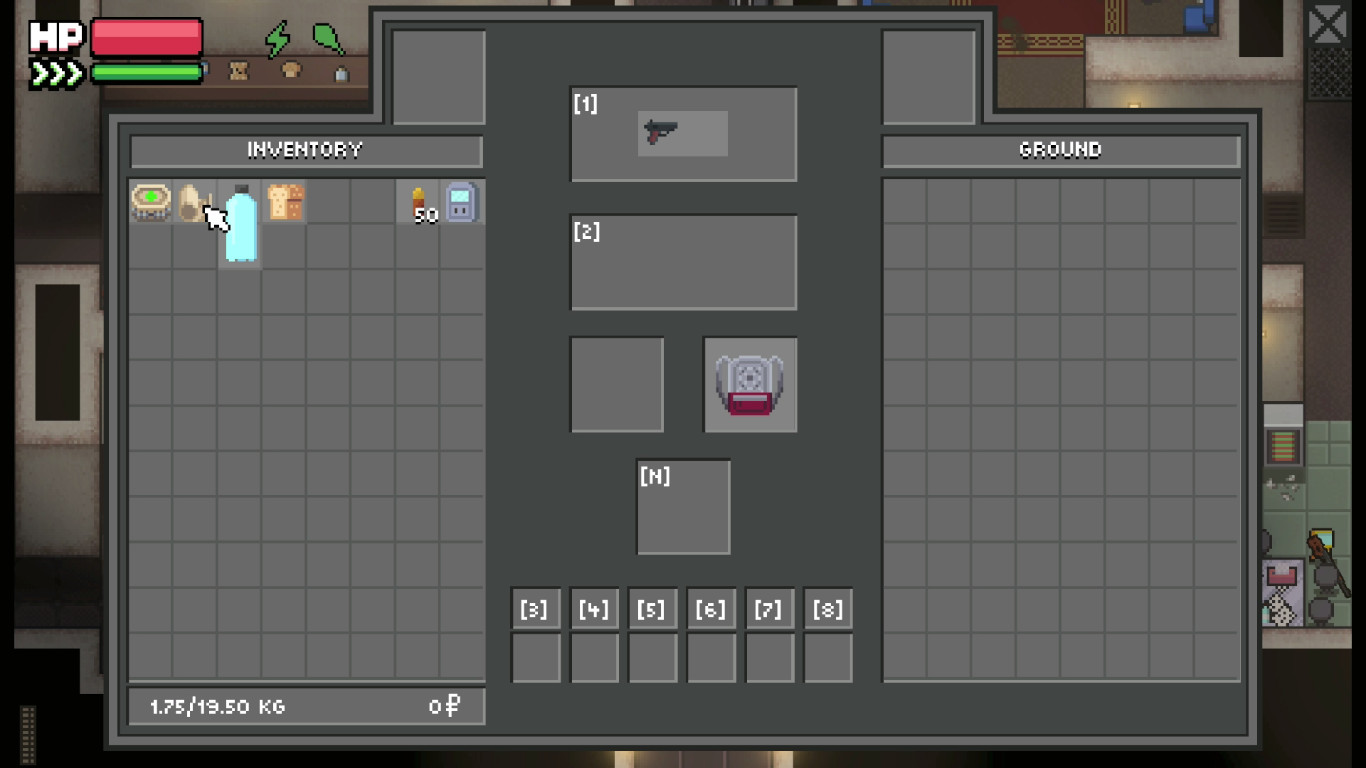 HP
[1]
INVENTORY
GROUND
50
[2]
[N]
[3] [4] [5] [6] [7] [8]
1.75/19.50 KG
0₽